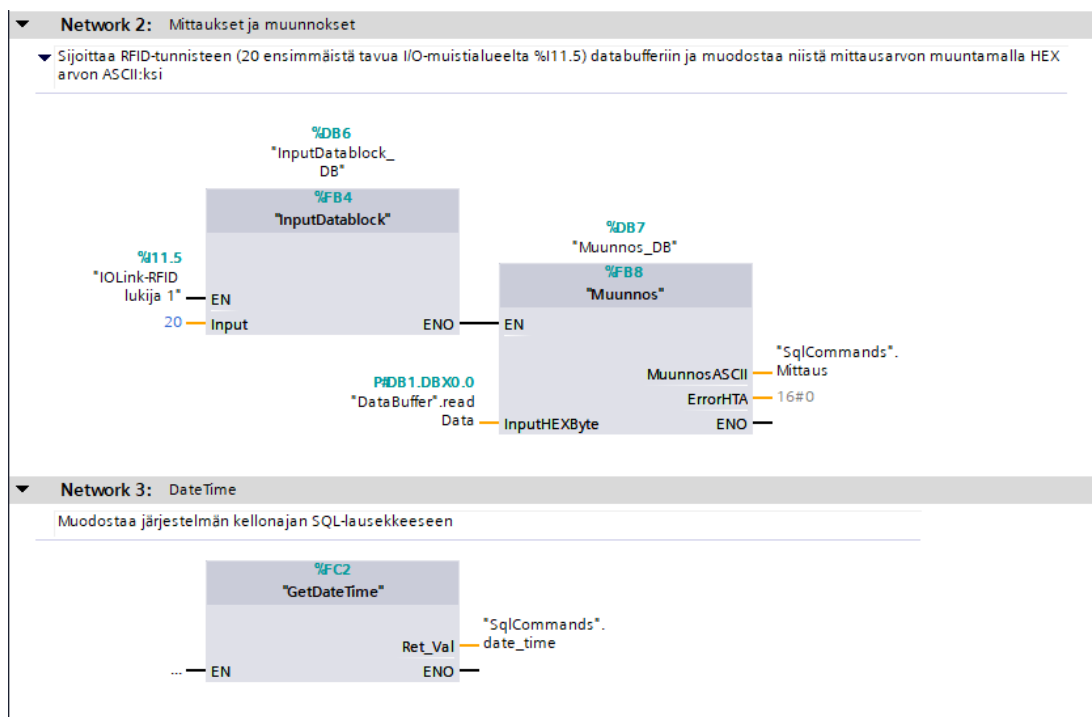 Network 2: Mittaukset ja muunnokset
Sijoittaa RFID-tunnisteen (20 ensimmäistä tavua I/O-muistialueelta %I11.5) databufferiin ja muodostaa niistä mittausarvon muuntamalla HEX
arvon ASCII:ksi
%DB6
"InputDatablock_
DB"
%FB4
"InputDatablock"
%I11.5
"IOLink-RFID
lukija 1"
EN
20
Input
ENO
%DB7
"Muunnos_DB"
%FB8
"Muunnos"
EN
"SqlCommands".
MuunnosASCII
Mittaus
P#DB1.DBX0.0
"DataBuffer".read
Data
ErrorHTA
16#0
InputHEXByte
ENO
Network 3: DateTime
Muodostaa järjestelmän kellonajan SQL-lausekkeeseen
%FC2
"GetDateTime"
"SqlCommands".
Ret_Val
date_time
...
EN
ENO